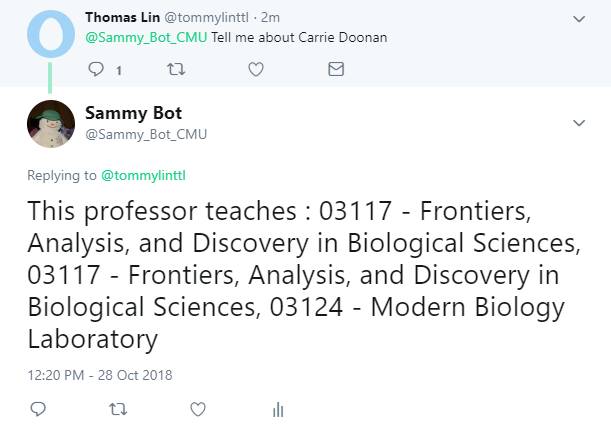 Thomas Lin @tommylinttl · 2m
@Sammy_Bot_CMU Tell me about Carrie Doonan
1
Sammy Bot
@Sammy_Bot_CMU
Replying to @tommylinttl
This professor teaches : 03117 - Frontiers,
Analysis, and Discovery in Biological Sciences,
03117 - Frontiers, Analysis, and Discovery in
Biological Sciences, 03124 - Modern Biology
Laboratory
12:20 PM - 28 Oct 2018